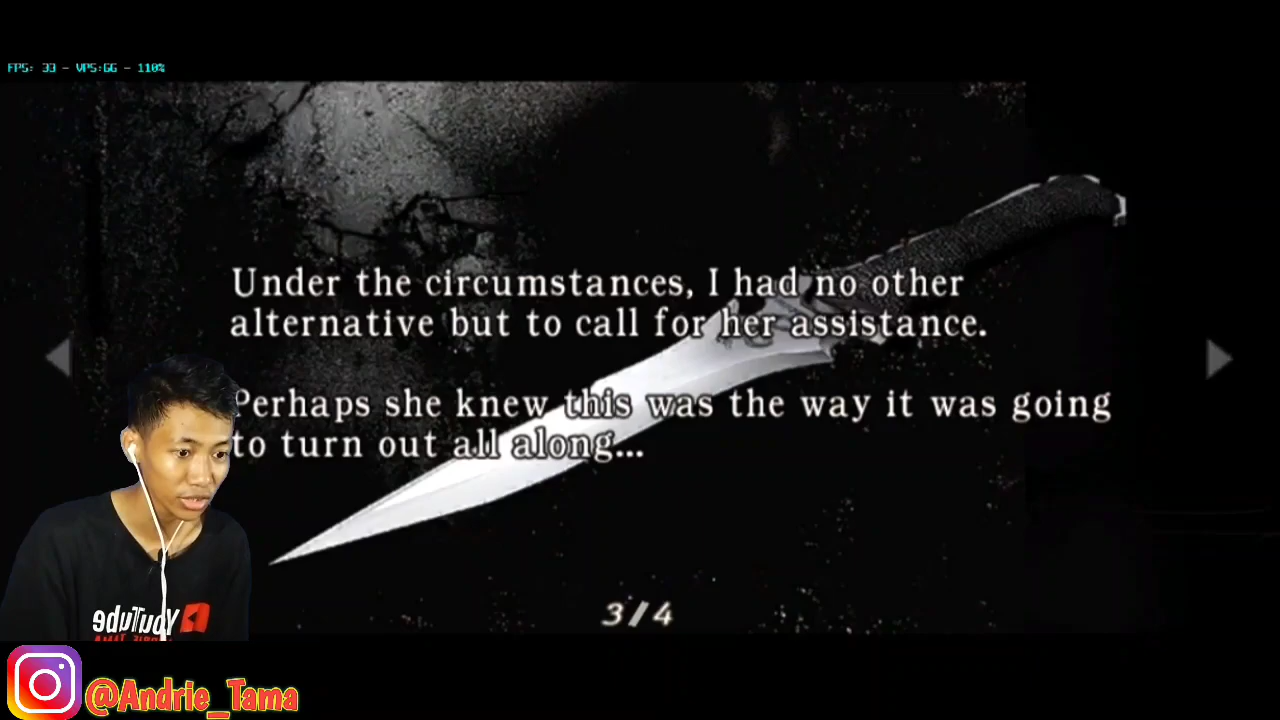 FPS: 33 - VPS:66 - 110%
Under the circumstances, I had no other
alternative but to call for her assistance.
Perhaps she knew this was the way it was going
to turn out all along...
3/4
YouTube
@Andrie_Tama